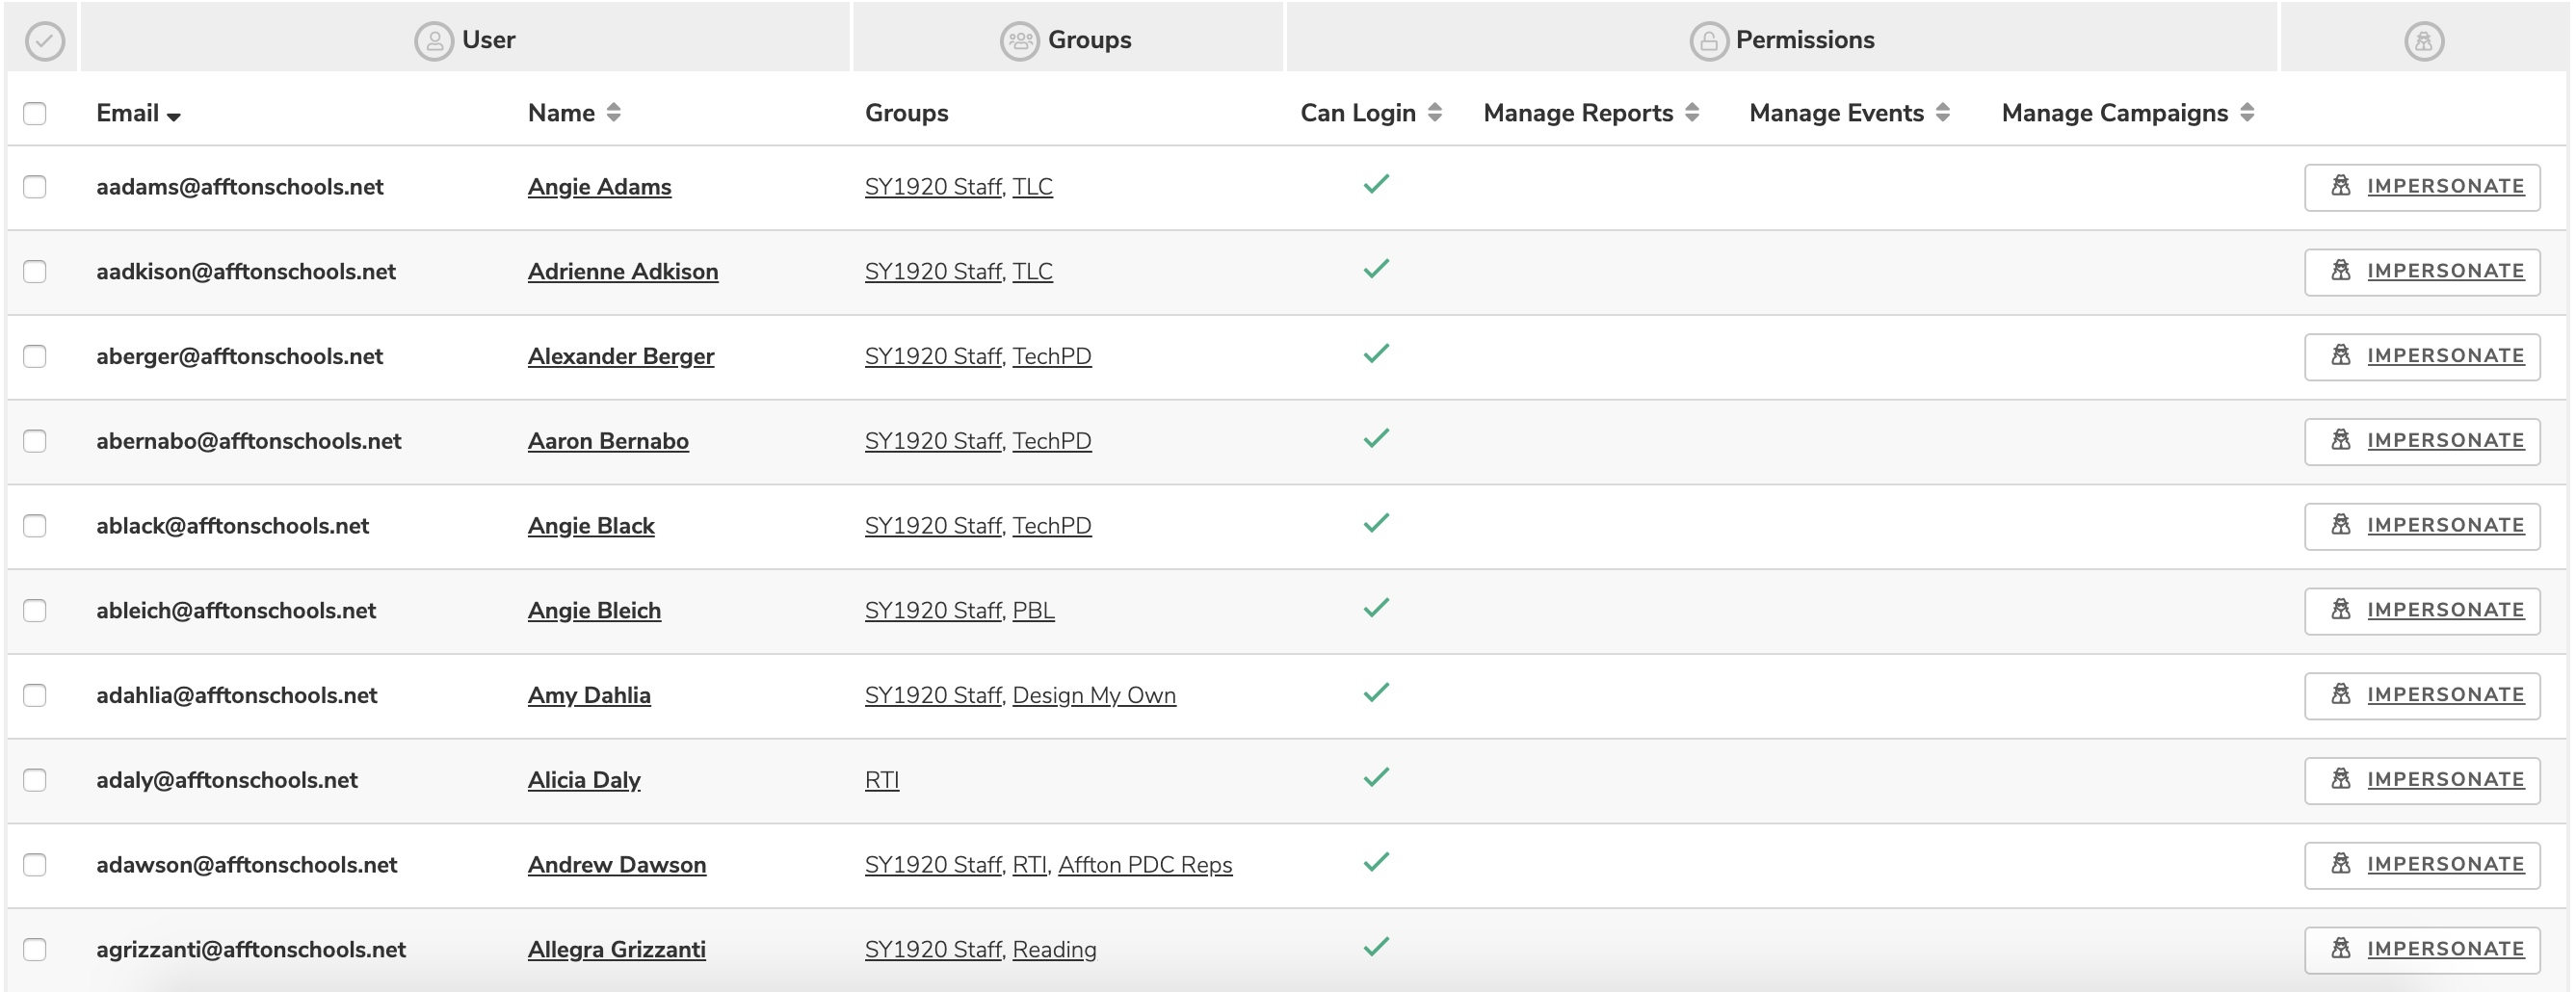 User Groups Permissions
Email Name Groups Can Login Manage Reports Manage Events Manage Campaigns
aadams@afftonschools.net Angie Adams SY1920 Staff, TLC IMPERSONATE
aadkison@afftonschools.net Adrienne Adkison SY1920 Staff, TLC IMPERSONATE
aberger@afftonschools.net Alexander Berger SY1920 Staff, TechPD IMPERSONATE
abernabo@afftonschools.net Aaron Bernabo SY1920 Staff, TechPD IMPERSONATE
ablack@afftonschools.net Angie Black SY1920 Staff, TechPD IMPERSONATE
ableich@afftonschools.net Angie Bleich SY1920 Staff, PBL IMPERSONATE
adahlia@afftonschools.net Amy Dahlia SY1920 Staff, Design My Own IMPERSONATE
adaly@afftonschools.net Alicia Daly RTI IMPERSONATE
adawson@afftonschools.net Andrew Dawson SY1920 Staff, RTI, Affton PDC Reps IMPERSONATE
agrizzanti@afftonschools.net Allegra Grizzanti SY1920 Staff, Reading IMPERSONATE